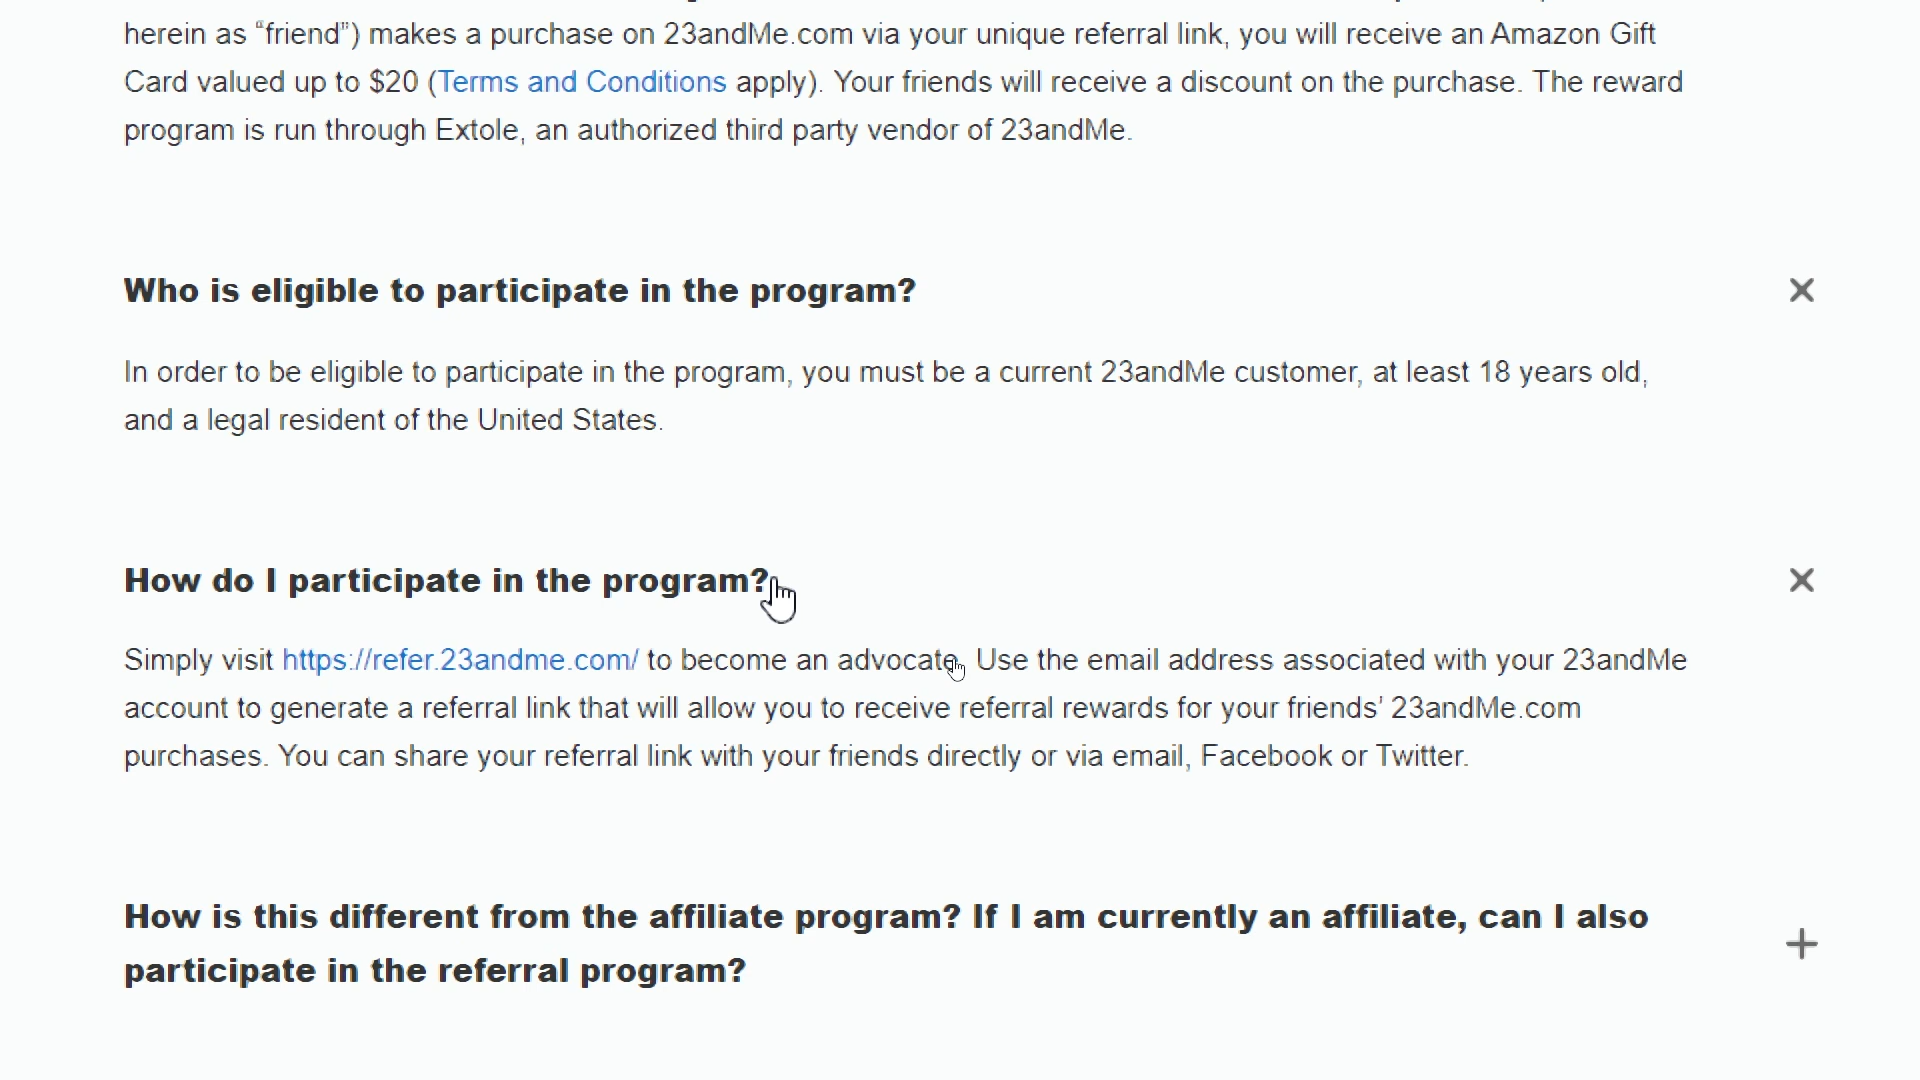 herein as “friend”) makes a purchase on 23andMe.com via your unique referral link, you will receive an Amazon Gift
Card valued up to $20 (Terms and Conditions apply). Your friends will receive a discount on the purchase. The reward
program is run through Extole, an authorized third party vendor of 23andMe.
Who is eligible to participate in the program?
In order to be eligible to participate in the program, you must be a current 23andMe customer, at least 18 years old,
and a legal resident of the United States.
How do I participate in the program?
Simply visit https://refer.23andme.com/ to become an advocate. Use the email address associated with your 23andMe
account to generate a referral link that will allow you to receive referral rewards for your friends’ 23andMe.com
purchases. You can share your referral link with your friends directly or via email, Facebook or Twitter.
How is this different from the affiliate program? If I am currently an affiliate, can I also
participate in the referral program?